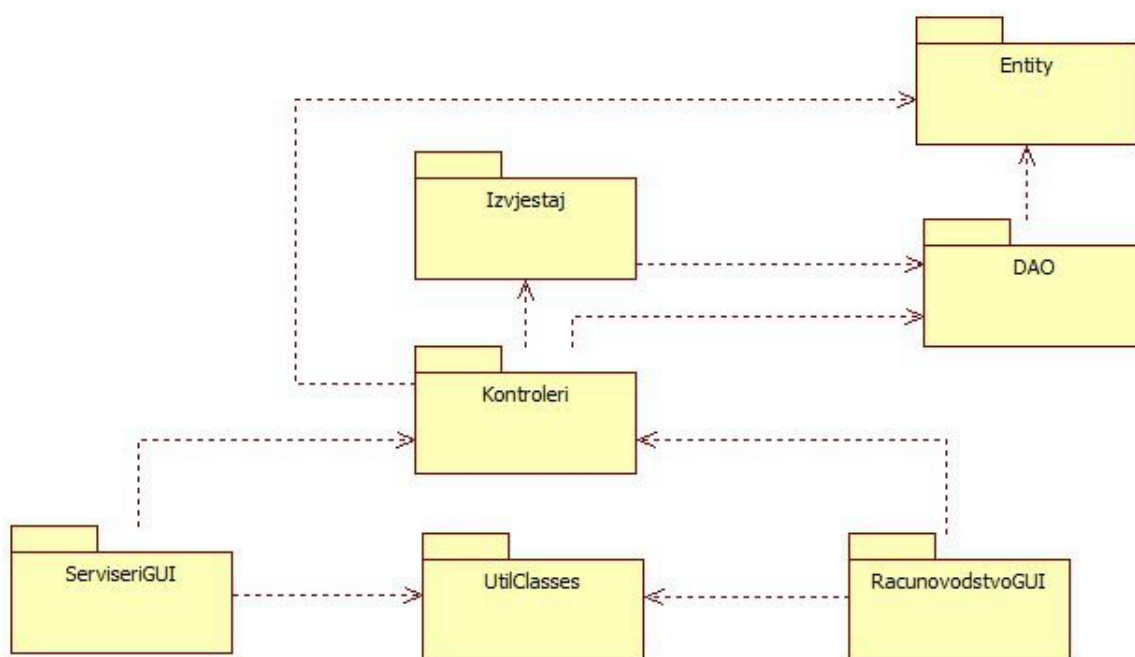 Entity
Izvjestaj
DAO
Kontroleri
ServiseriGUI
UtilClasses
RacunovodstvoGUI